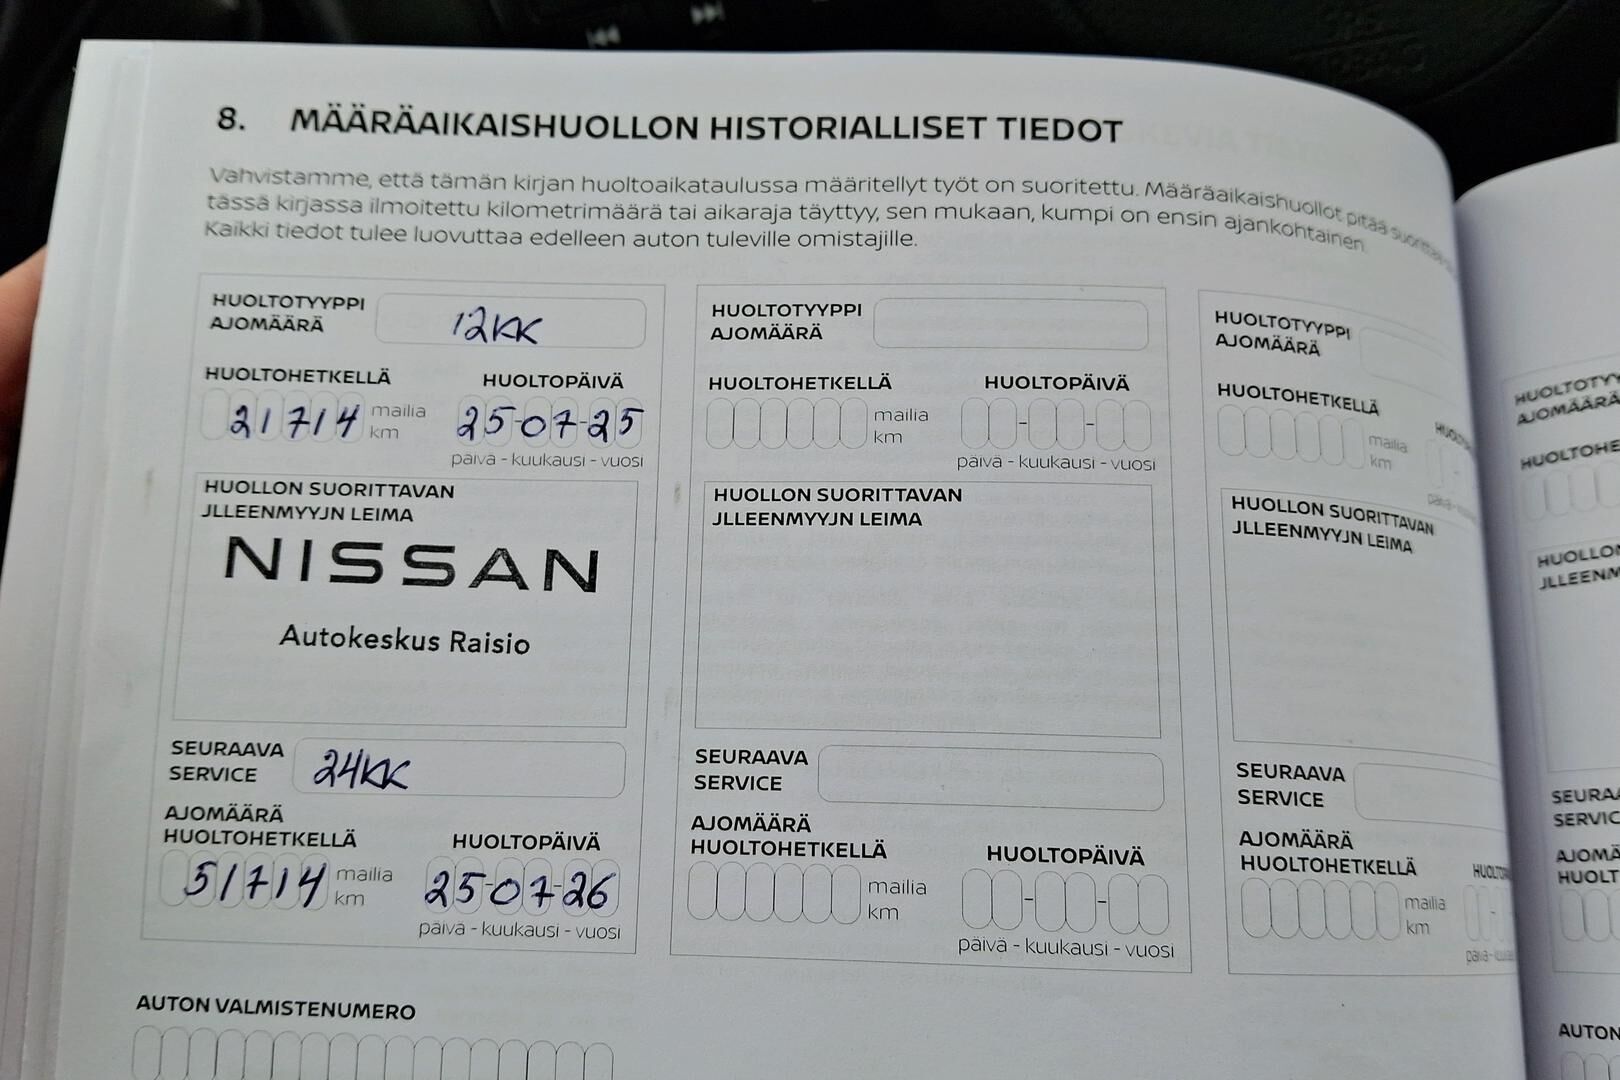 8. MÄÄRÄAIKAISHUOLLON HISTORIALLISET TIEDOT
Vahvistamme, että tämän kirjan huoltoaikataulussa määritellyt työt on suoritettu. Määräaikaishuollot pitää
tässä kirjassa ilmoitettu kilometrimäärä tai aikaraja täyttyy, sen mukaan, kumpi on ensin ajankohtainen.
Kaikki tiedot tulee luovuttaa edelleen auton tuleville omistajille.
HUOLTOTYYPPI 12KK
AJOMÄÄRÄ
HUOLTOHETKELLÄ HUOLTOPÄIVÄ
21714 mailia
km
25-07-25
päivä - kuukausi - vuosi
HUOLLON SUORITTAVAN
JLLEENMYYJN LEIMA
NISSAN
Autokeskus Raisio
SEURAAVA
SERVICE
24KK
AJOMÄÄRÄ
HUOLTOHETKELLÄ HUOLTOPÄIVÄ
51714 mailia
km
25-07-26
päivä - kuukausi - vuosi
HUOLTOTYYPPI
AJOMÄÄRÄ
HUOLTOHETKELLÄ HUOLTOPÄIVÄ
mailia
km
- -
päivä - kuukausi - vuosi
HUOLLON SUORITTAVAN
JLLEENMYYJN LEIMA
SEURAAVA
SERVICE
AJOMÄÄRÄ
HUOLTOHETKELLÄ HUOLTOPÄIVÄ
mailia
km
- -
päivä - kuukausi - vuosi
HUOLTOTYYPPI
AJOMÄÄRÄ
HUOLTOHETKELLÄ
mailia
km
HUOLLON SUORITTAVAN
JLLEENMYYJN LEIMA
SEURAAVA
SERVICE
AJOMÄÄRÄ
HUOLTOHETKELLÄ
mailia
km
AUTON VALMISTENUMERO
AUTON